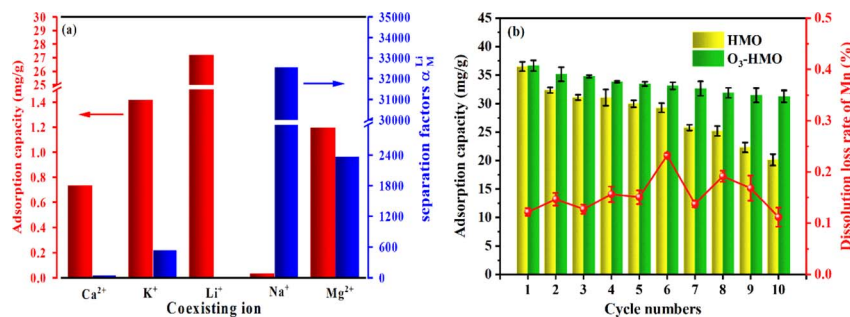 (a)
Adsorption capacity (mg/g)
30
29
28
27
26
25
1.4
1.2
1.0
0.8
0.6
0.4
0.2
0.0
Ca²⁺
K⁺
Li⁺
Na⁺
Mg²⁺
Coexisting ion
35000
34000
33000
32000
31000
30000
2400
1800
1200
600
0
separation factors α Li M
(b)
HMO
O₃-HMO
Adsorption capacity (mg/g)
45
40
35
30
25
20
15
10
5
0
1 2 3 4 5 6 7 8 9 10
Cycle numbers
0.5
0.4
0.3
0.2
0.1
0.0
Dissolution loss rate of Mn (%)